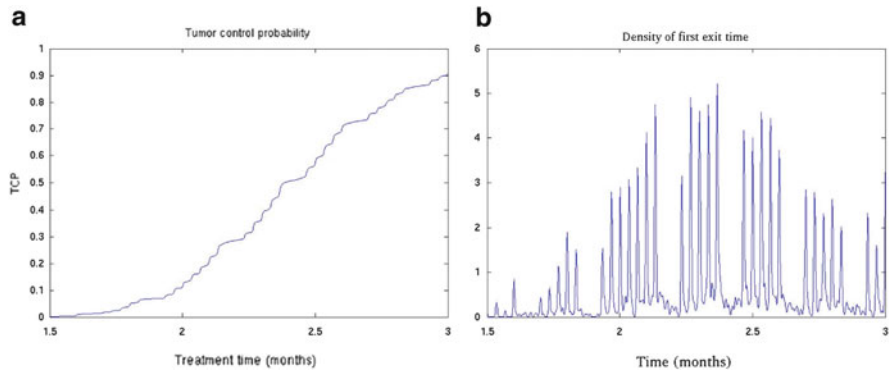 a
Tumor control probability
1
0.9
0.8
0.7
0.6
0.5
0.4
0.3
0.2
0.1
0
TCP
1.5 2 2.5 3
Treatment time (months)
b
Density of first exit time
6
5
4
3
2
1
0
1.5 2 2.5 3
Time (months)